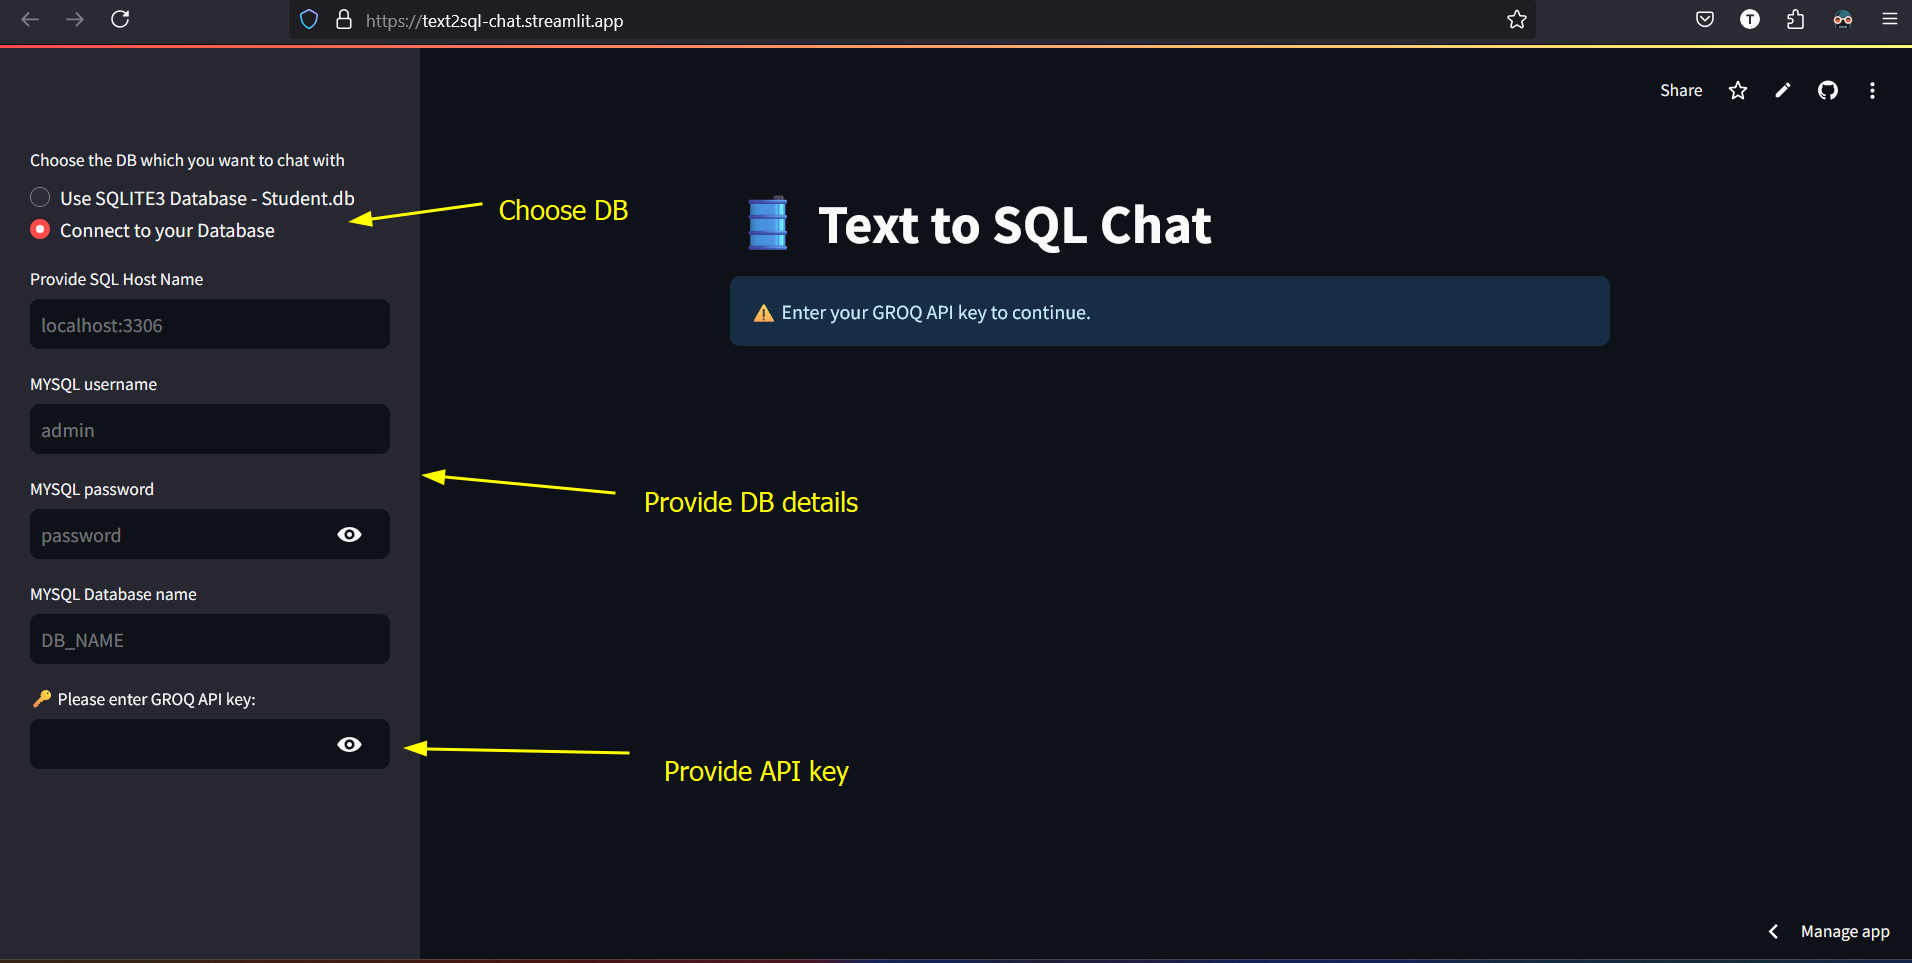 https://text2sql-chat.streamlit.app
T
Share
Choose the DB which you want to chat with
Use SQLITE3 Database - Student.db
Connect to your Database
Choose DB
Text to SQL Chat
Provide SQL Host Name
localhost:3306
Enter your GROQ API key to continue.
MYSQL username
admin
MYSQL password
password
Provide DB details
MYSQL Database name
DB_NAME
Please enter GROQ API key:
Provide API key
Manage app